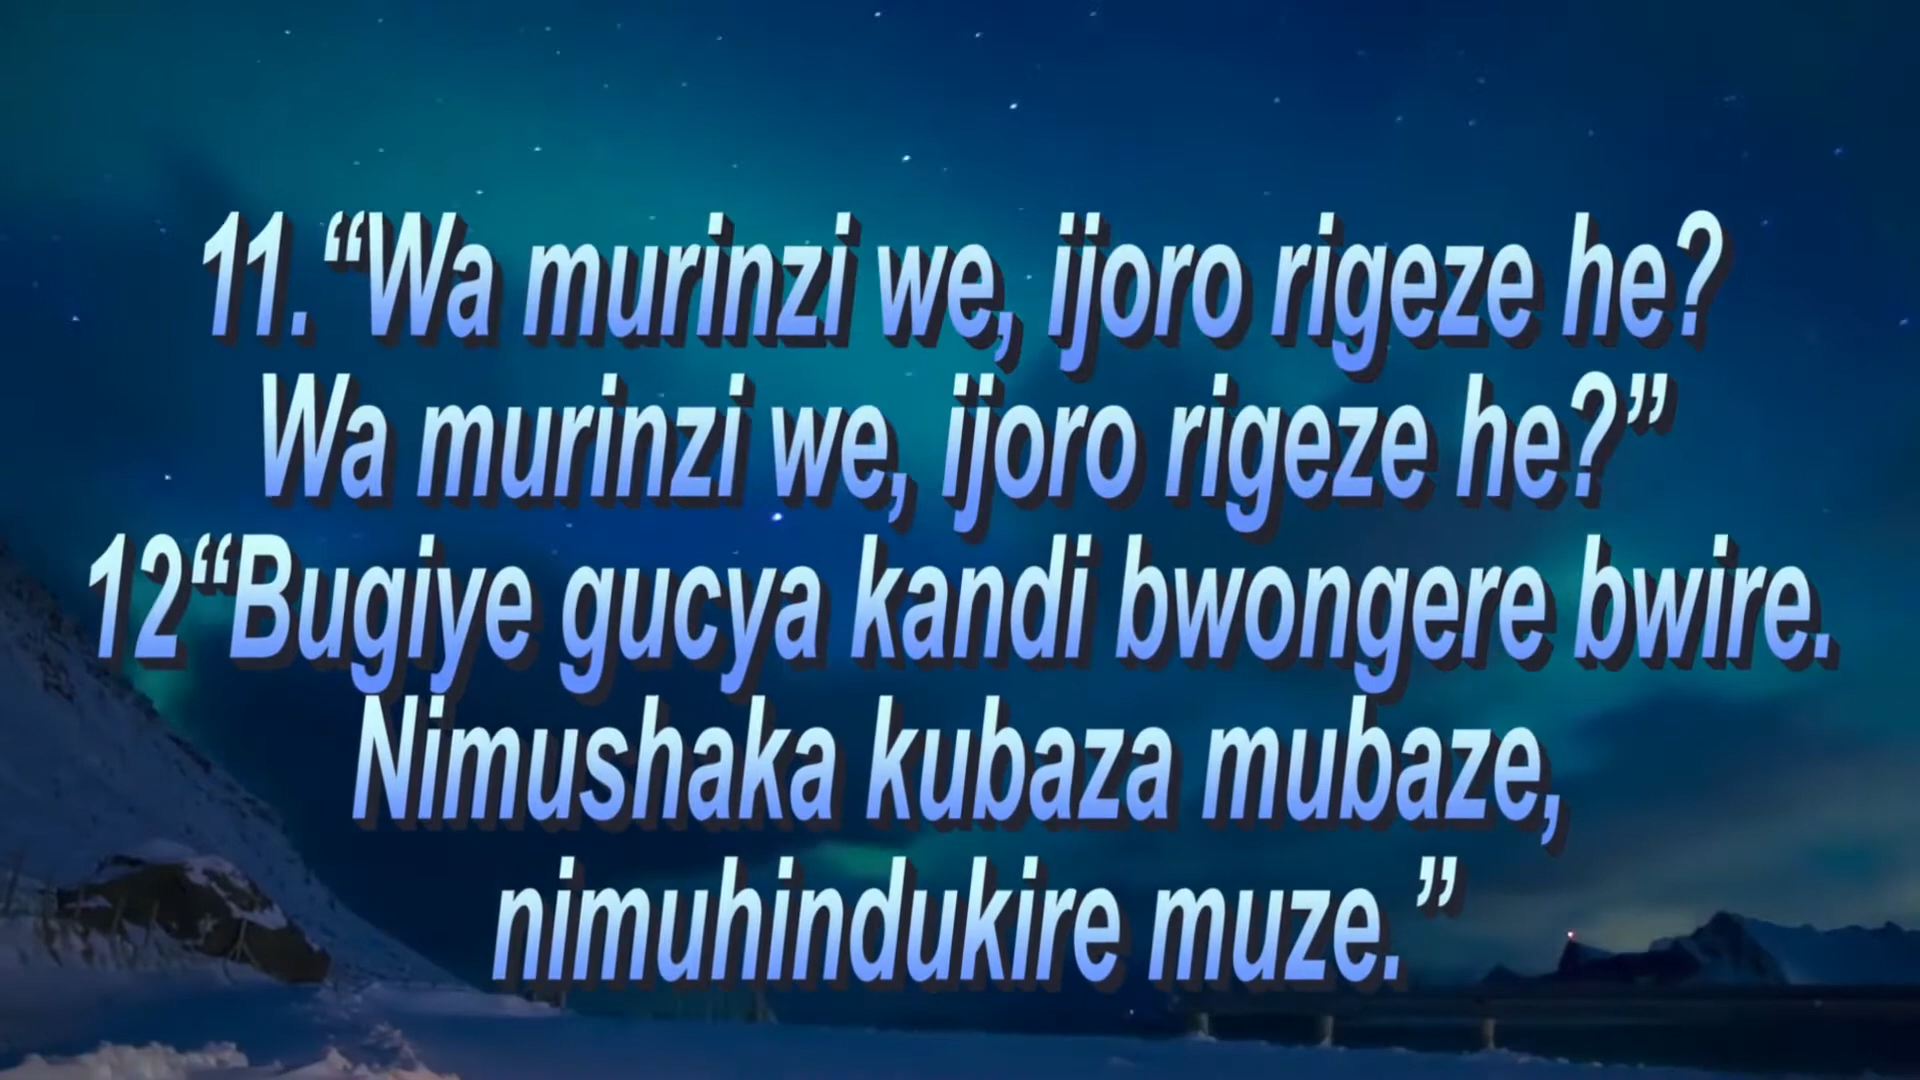 11. “Wa murinzi we, ijoro rigeze he?
Wa murinzi we, ijoro rigeze he?”
12“Bugiye gucya kandi bwongere bwire.
Nimushaka kubaza mubaze,
nimuhindukire muze.”